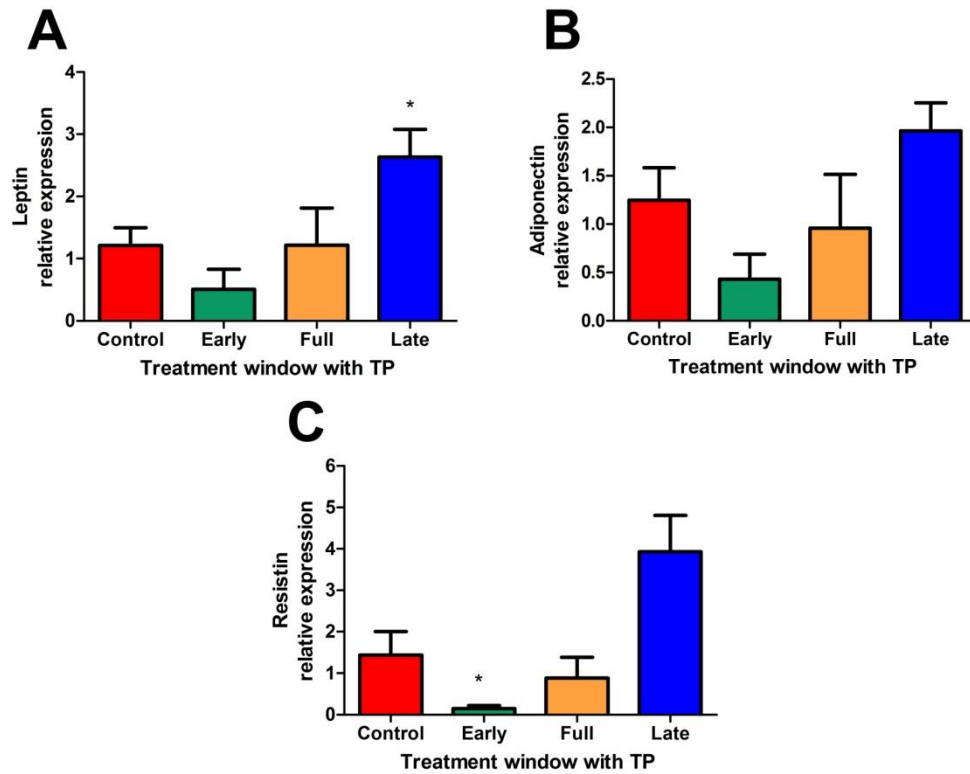 A
Leptin
relative expression
4
3
2
1
0
*
Control Early Full Late
Treatment window with TP
B
Adiponectin
relative expression
2.5
2.0
1.5
1.0
0.5
0.0
Control Early Full Late
Treatment window with TP
C
Resistin
relative expression
6
5
4
3
2
1
0
*
Control Early Full Late
Treatment window with TP